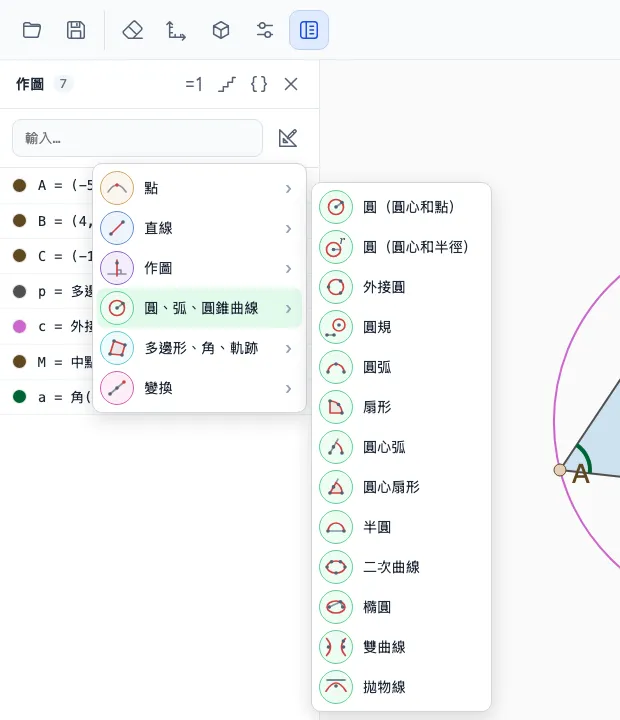 作圖 7 =1
輸入…
A = (−5
B = (4,
C = (−1
p = 多邊
c = 外接
M = 中點
a = 角(
點
直線
作圖
圓、弧、圓錐曲線
多邊形、角、軌跡
變換
圓（圓心和點）
圓（圓心和半徑）
外接圓
圓規
圓弧
扇形
圓心弧
圓心扇形
半圓
二次曲線
橢圓
雙曲線
拋物線
r
A